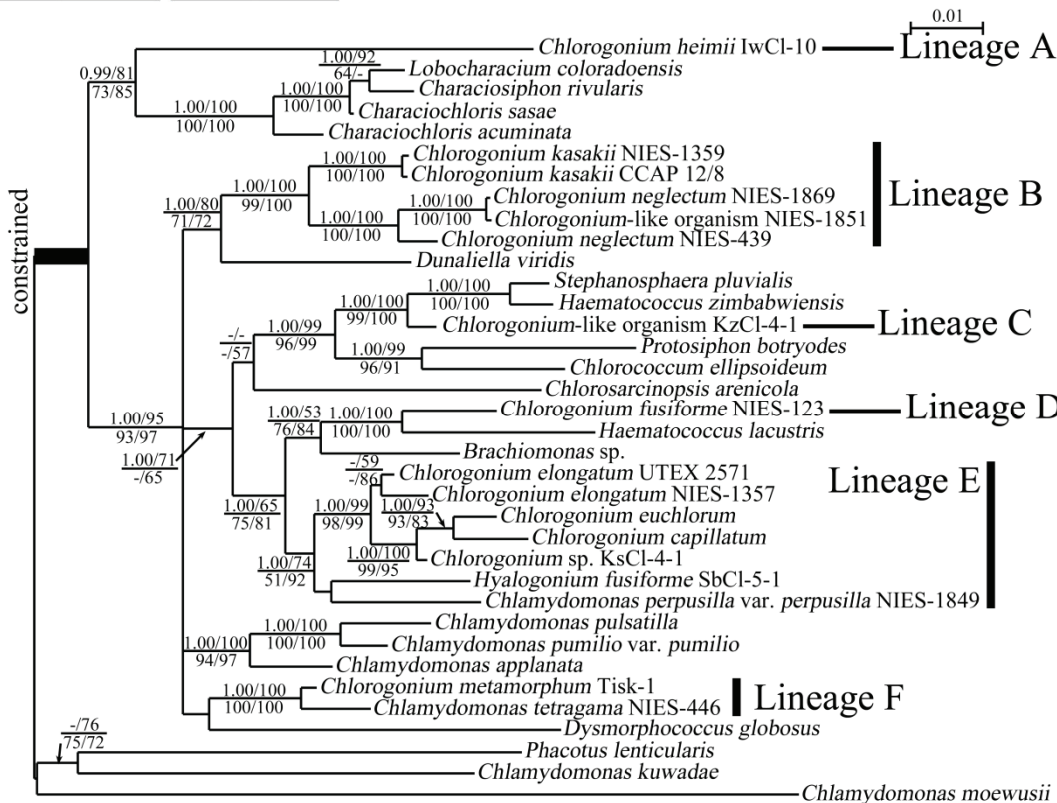 0.01
Chlorogonium heimii IwCl-10
Lineage A
0.99/81
73/85
1.00/92
64/-
Lobocharacium coloradoensis
Characiosiphon rivularis
1.00/100
100/100
1.00/100
100/100
Characiochloris sasae
Characiochloris acuminata
Chlorogonium kasakii NIES-1359
1.00/100
100/100
Chlorogonium kasakii CCAP 12/8
1.00/100
99/100
Chlorogonium neglectum NIES-1869
Lineage B
1.00/80
71/72
1.00/100
100/100
1.00/100
100/100
Chlorogonium-like organism NIES-1851
Chlorogonium neglectum NIES-439
Dunaliella viridis
constrained
Stephanosphaera pluvialis
1.00/100
100/100
Haematococcus zimbabwiensis
1.00/100
99/100
Chlorogonium-like organism KzCl-4-1
Lineage C
1.00/99
96/99
-/-
-/57
Protosiphon botryodes
1.00/99
96/91
Chlorococcum ellipsoideum
Chlorosarcinopsis arenicola
1.00/95
93/97
1.00/53
76/84
1.00/100
100/100
Chlorogonium fusiforme NIES-123
Lineage D
Haematococcus lacustris
Brachiomonas sp.
1.00/71
-/65
-/59
-/86
Chlorogonium elongatum UTEX 2571
Lineage E
Chlorogonium elongatum NIES-1357
1.00/65
75/81
1.00/99
98/99
1.00/93
93/83
Chlorogonium euchlorum
Chlorogonium capillatum
1.00/100
99/95
Chlorogonium sp. KsCl-4-1
1.00/74
51/92
Hyalogonium fusiforme SbCl-5-1
Chlamydomonas perpusilla var. perpusilla NIES-1849
Chlamydomonas pulsatilla
1.00/100
100/100
1.00/100
94/97
Chlamydomonas pumilio var. pumilio
Chlamydomonas applanata
Chlorogonium metamorphum Tisk-1
1.00/100
100/100
Lineage F
Chlamydomonas tetragama NIES-446
Dysmorphococcus globosus
-/76
75/72
Phacotus lenticularis
Chlamydomonas kuwadae
Chlamydomonas moewusii